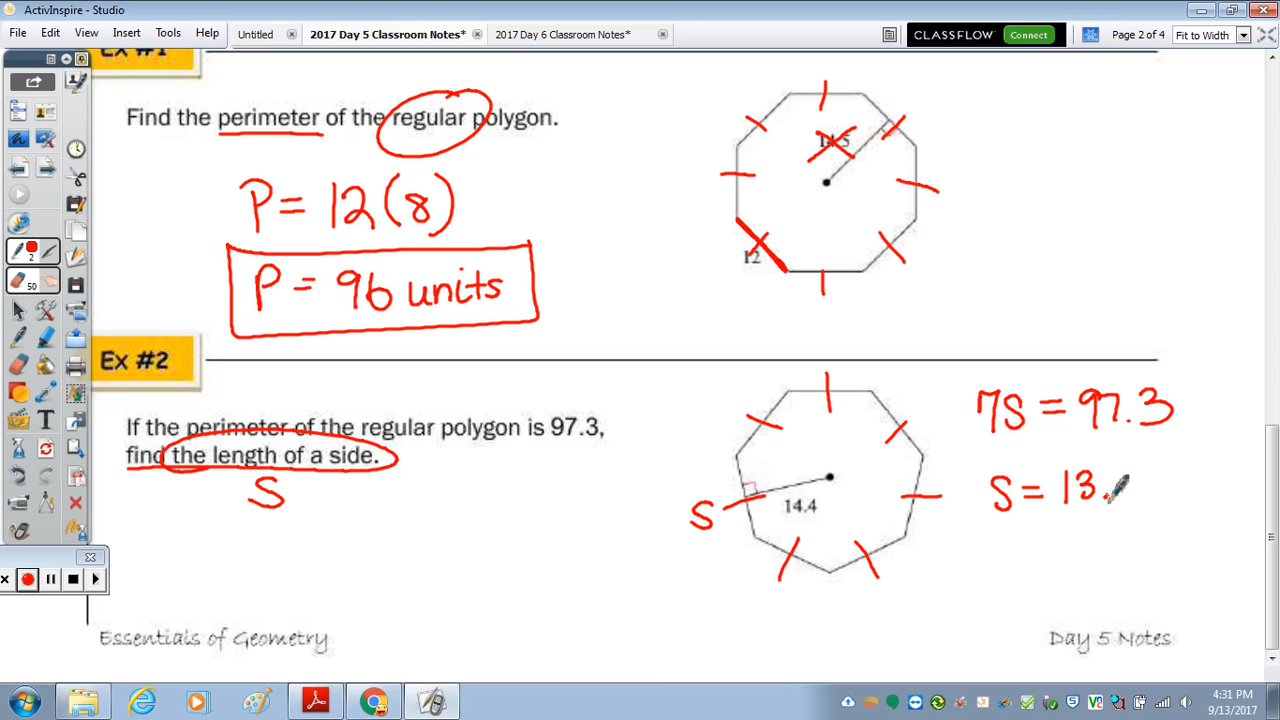 ActivInspire - Studio
File Edit View Insert Tools Help Untitled 2017 Day 5 Classroom Notes* 2017 Day 6 Classroom Notes* CLASSFLOW Connect Page 2 of 4 Fit to Width
Ex #1
Find the perimeter of the regular polygon.
14.5
P = 12(8)
12
P = 96 units
2
50
Ex #2
If the perimeter of the regular polygon is 97.3,
find the length of a side.
S
7S = 97.3
S = 13.
S
14.4
Essentials of Geometry
Day 5 Notes
4:31 PM
9/13/2017